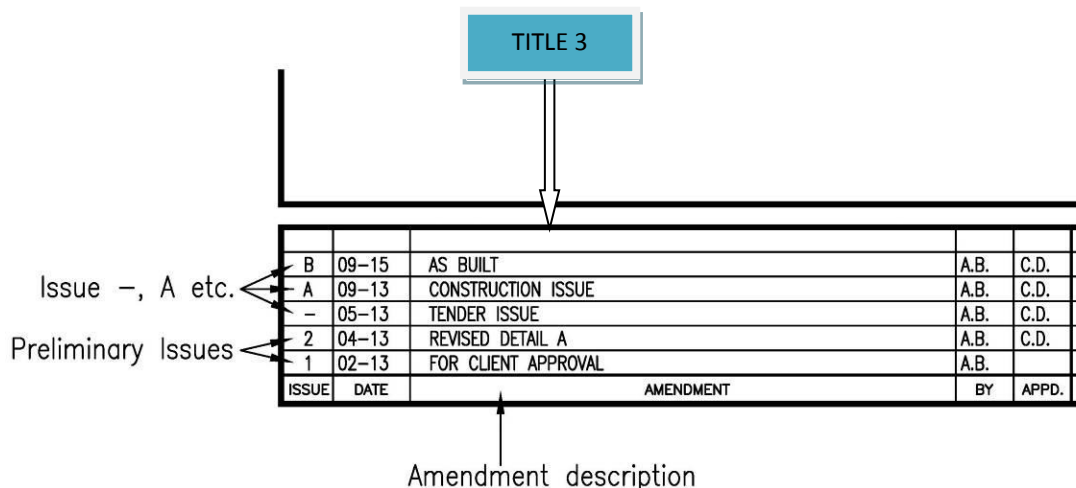 TITLE 3
B 09-15 AS BUILT A.B. C.D.
Issue -, A etc. A 09-13 CONSTRUCTION ISSUE A.B. C.D.
- 05-13 TENDER ISSUE A.B. C.D.
Preliminary Issues 2 04-13 REVISED DETAIL A A.B. C.D.
1 02-13 FOR CLIENT APPROVAL A.B.
ISSUE DATE AMENDMENT BY APPD.
Amendment description